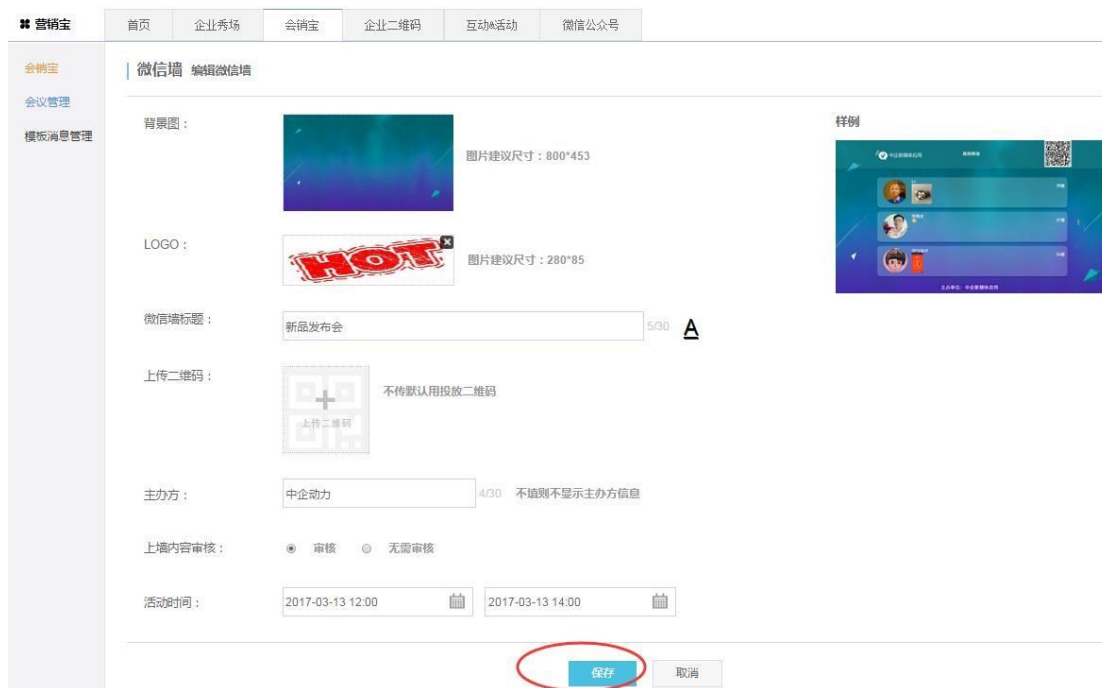 营销宝
首页 企业秀场 会销宝 企业二维码 互动&活动 微信公众号
会销宝
会议管理
模板消息管理
微信墙 编辑微信墙
背景图：
图片建议尺寸：800*453
样例
中企新媒体应用
LOGO：
HOT
图片建议尺寸：280*85
微信墙标题：
新品发布会
5/30
A
上传二维码：
上传二维码
不传默认用投放二维码
主办方：
中企动力
4/30 不填则不显示主办方信息
上墙内容审核：
审核 无需审核
活动时间：
2017-03-13 12:00
2017-03-13 14:00
保存 取消